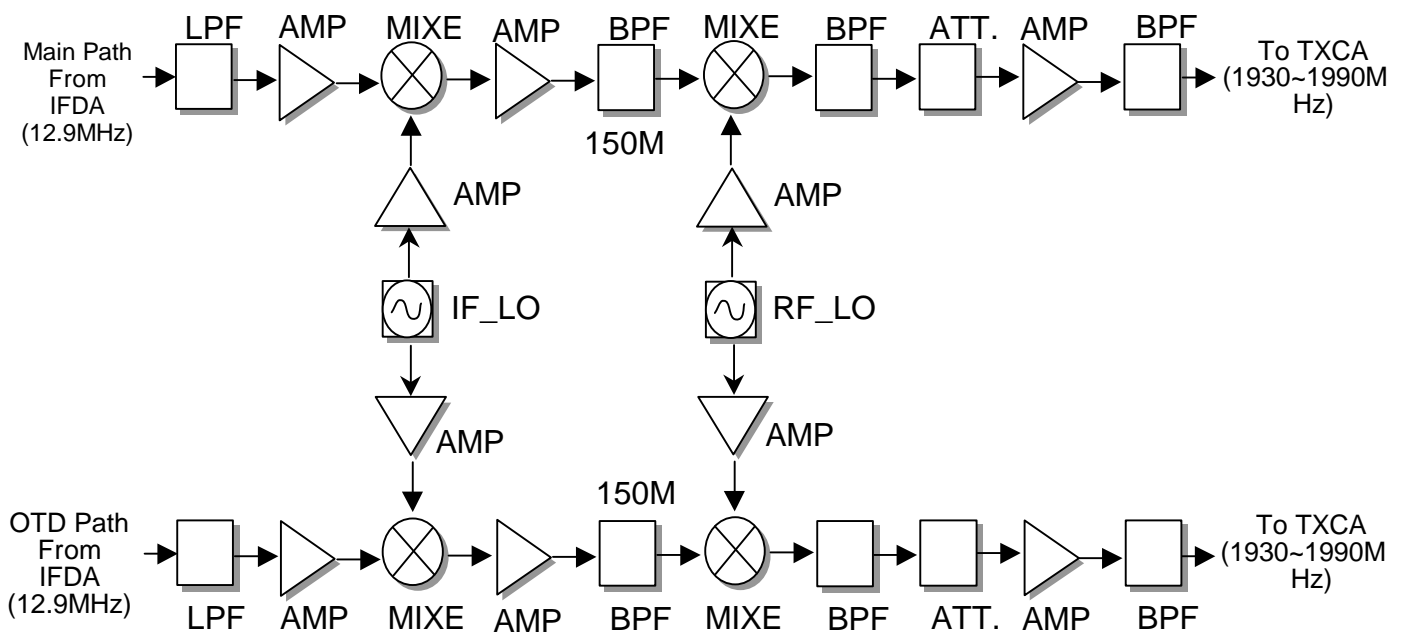 LPF AMP MIXE AMP BPF MIXE BPF ATT. AMP BPF
Main Path
From
IFDA
(12.9MHz)
To TXCA
(1930~1990M
Hz)
150M
AMP AMP
IF_LO RF_LO
AMP AMP
150M
OTD Path
From
IFDA
(12.9MHz)
To TXCA
(1930~1990M
Hz)
LPF AMP MIXE AMP BPF MIXE BPF ATT. AMP BPF